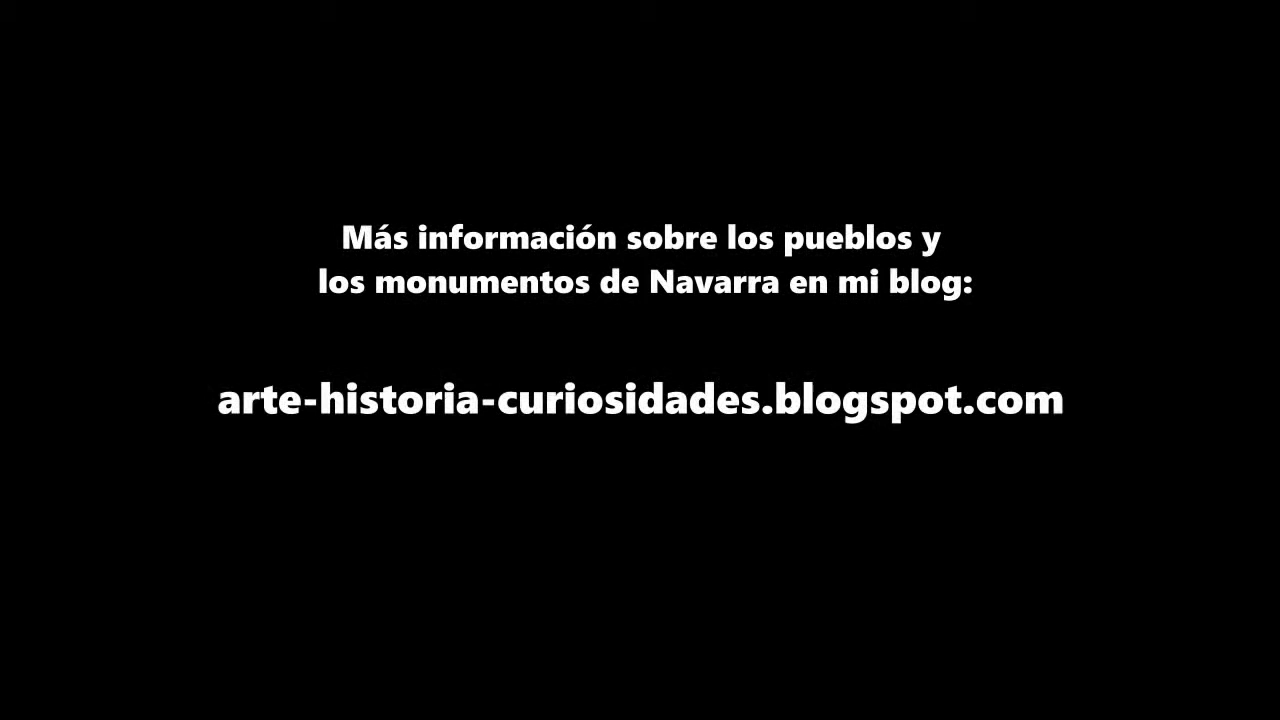 Más información sobre los pueblos y
los monumentos de Navarra en mi blog:
arte-historia-curiosidades.blogspot.com